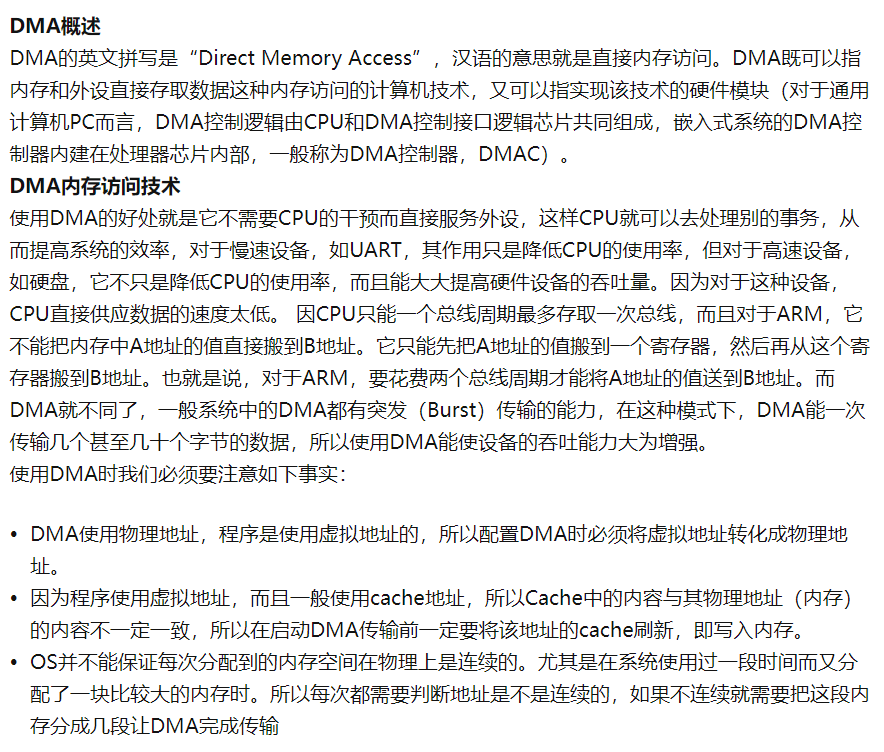 DMA概述
DMA的英文拼写是“Direct Memory Access”，汉语的意思就是直接内存访问。DMA既可以指
内存和外设直接存取数据这种内存访问的计算机技术，又可以指实现该技术的硬件模块（对于通用
计算机PC而言，DMA控制逻辑由CPU和DMA控制接口逻辑芯片共同组成，嵌入式系统的DMA控
制器内建在处理器芯片内部，一般称为DMA控制器，DMAC）。
DMA内存访问技术
使用DMA的好处就是它不需要CPU的干预而直接服务外设，这样CPU就可以去处理别的事务，从
而提高系统的效率，对于慢速设备，如UART，其作用只是降低CPU的使用率，但对于高速设备，
如硬盘，它不只是降低CPU的使用率，而且能大大提高硬件设备的吞吐量。因为对于这种设备，
CPU直接供应数据的速度太低。 因CPU只能一个总线周期最多存取一次总线，而且对于ARM，它
不能把内存中A地址的值直接搬到B地址。它只能先把A地址的值搬到一个寄存器，然后再从这个寄
存器搬到B地址。也就是说，对于ARM，要花费两个总线周期才能将A地址的值送到B地址。而
DMA就不同了，一般系统中的DMA都有突发（Burst）传输的能力，在这种模式下，DMA能一次
传输几个甚至几十个字节的数据，所以使用DMA能使设备的吞吐能力大为增强。
使用DMA时我们必须要注意如下事实：
• DMA使用物理地址，程序是使用虚拟地址的，所以配置DMA时必须将虚拟地址转化成物理地
址。
• 因为程序使用虚拟地址，而且一般使用cache地址，所以Cache中的内容与其物理地址（内存）
的内容不一定一致，所以在启动DMA传输前一定要将该地址的cache刷新，即写入内存。
• OS并不能保证每次分配到的内存空间在物理上是连续的。尤其是在系统使用过一段时间而又分
配了一块比较大的内存时。所以每次都需要判断地址是不是连续的，如果不连续就需要把这段内
存分成几段让DMA完成传输